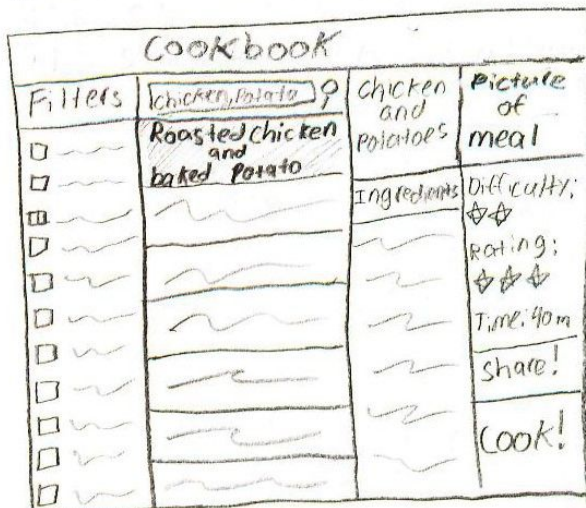 Cookbook
Filters
Chicken, Potato
Roasted Chicken
and
baked Potato
Chicken
and
Potatoes
Ingredients
Picture
of
meal
Difficulty:
Rating:
Time: 40m
Share!
Cook!